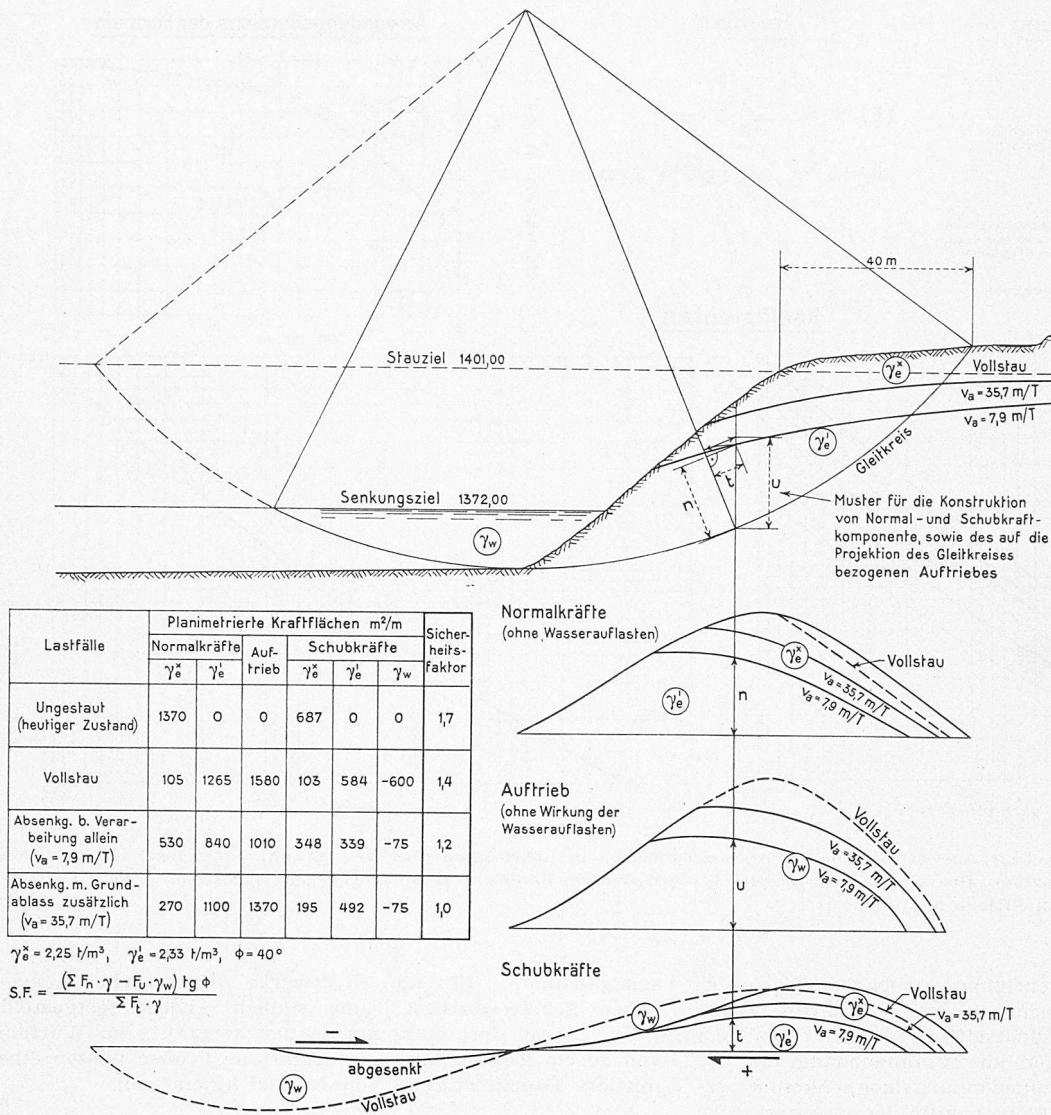 40 m
Stauziel 1401,00
γₑˣ
Vollstau
vₐ = 35,7 m/T
vₐ = 7,9 m/T
γₑ'
Gleitkreis
n
t
u
Senkungsziel 1372,00
γw
Muster für die Konstruktion
von Normal- und Schubkraft-
komponente, sowie des auf die
Projektion des Gleitkreises
bezogenen Auftriebes
Lastfälle
Planimetrierte Kraftflächen m²/m
Sicher-
heits-
faktor
Normalkräfte
Auf-
trieb
Schubkräfte
γₑˣ γₑ' γₑˣ γₑ' γw
Ungestaut
(heutiger Zustand)
1370 0 0 687 0 0 1,7
Vollstau
105 1265 1580 103 584 -600 1,4
Absenkg. b. Verar-
beitung allein
(vₐ = 7,9 m/T)
530 840 1010 348 339 -75 1,2
Absenkg. m. Grund-
ablass zusätzlich
(vₐ = 35,7 m/T)
270 1100 1370 195 492 -75 1,0
γₑˣ = 2,25 t/m³, γₑ' = 2,33 t/m³, Φ = 40°
S.F. = (Σ Fₙ · γ – Fᵤ · γw) tg Φ
Σ Fₜ · γ
Normalkräfte
(ohne Wasserauflasten)
γₑˣ
Vollstau
vₐ = 35,7 m/T
vₐ = 7,9 m/T
γₑ'
n
Auftrieb
(ohne Wirkung der
Wasserauflasten)
Vollstau
vₐ = 35,7 m/T
γw
vₐ = 7,9 m/T
u
Schubkräfte
γw
γₑˣ
Vollstau
vₐ = 35,7 m/T
–
t
γₑ'
vₐ = 7,9 m/T
abgesenkt
+
γw
Vollstau